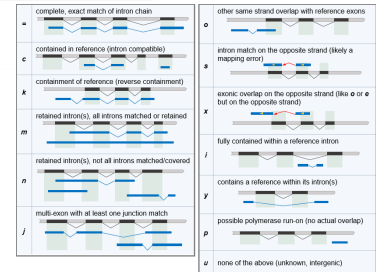 = complete, exact match of intron chain
c contained in reference (intron compatible)
k containment of reference (reverse containment)
m retained intron(s), all introns matched or retained
n retained intron(s), not all introns matched/covered
j multi-exon with at least one junction match
o other same strand overlap with reference exons
s intron match on the opposite strand (likely a
mapping error)
x exonic overlap on the opposite strand (like o or e
but on the opposite strand)
i fully contained within a reference intron
y contains a reference within its intron(s)
p possible polymerase run-on (no actual overlap)
u none of the above (unknown, intergenic)